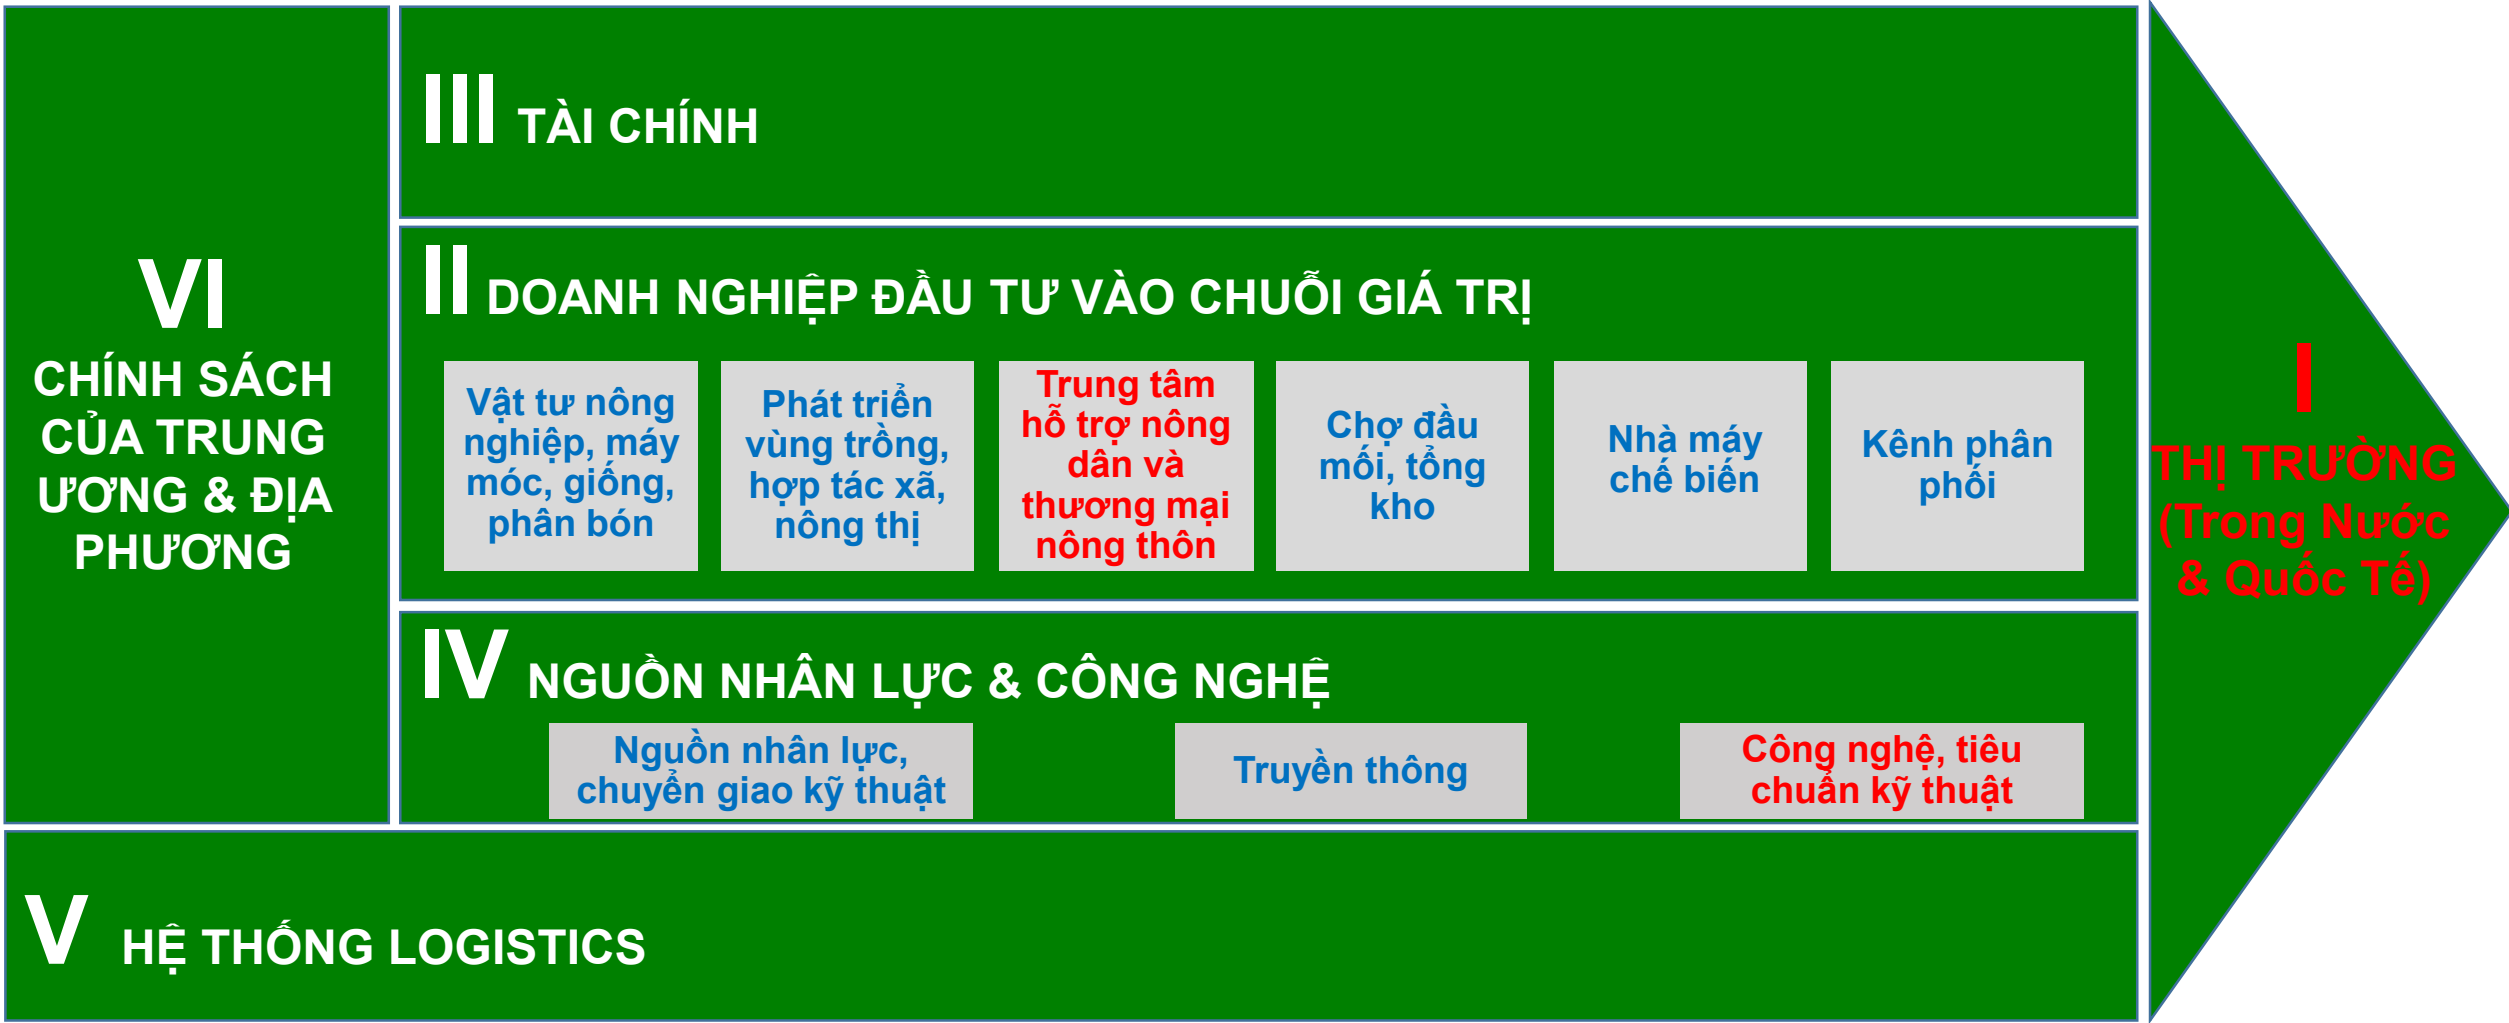 III TÀI CHÍNH
VI
CHÍNH SÁCH
CỦA TRUNG
ƯƠNG & ĐỊA
PHƯƠNG
II DOANH NGHIỆP ĐẦU TƯ VÀO CHUỖI GIÁ TRỊ
Vật tư nông
nghiệp, máy
móc, giống,
phân bón
Phát triển
vùng trồng,
hợp tác xã,
nông thị
Trung tâm
hỗ trợ nông
dân và
thương mại
nông thôn
Chợ đầu
mối, tổng
kho
Nhà máy
chế biến
Kênh phân
phối
I
THỊ TRƯỜNG
(Trong Nước
& Quốc Tế)
IV NGUỒN NHÂN LỰC & CÔNG NGHỆ
Nguồn nhân lực,
chuyển giao kỹ thuật
Truyền thông
Công nghệ, tiêu
chuẩn kỹ thuật
V HỆ THỐNG LOGISTICS